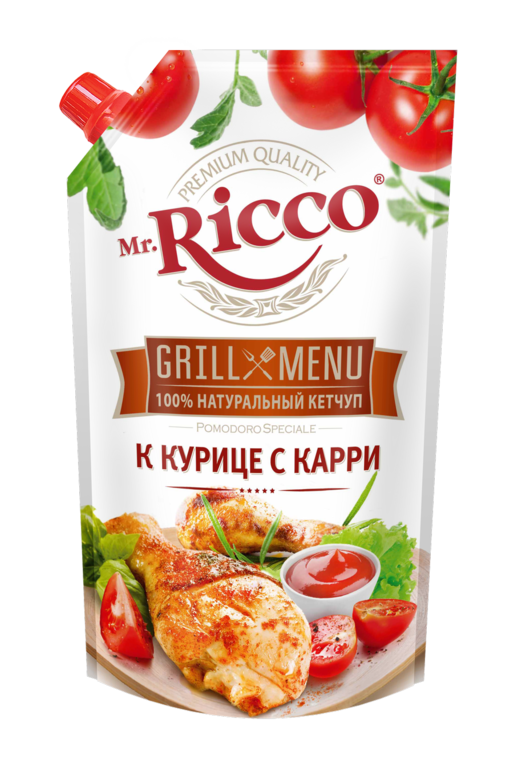 PREMIUM QUALITY
Mr. Ricco®
GRILL MENU
100% НАТУРАЛЬНЫЙ КЕТЧУП
POMODORO SPECIALE
К КУРИЦЕ С КАРРИ